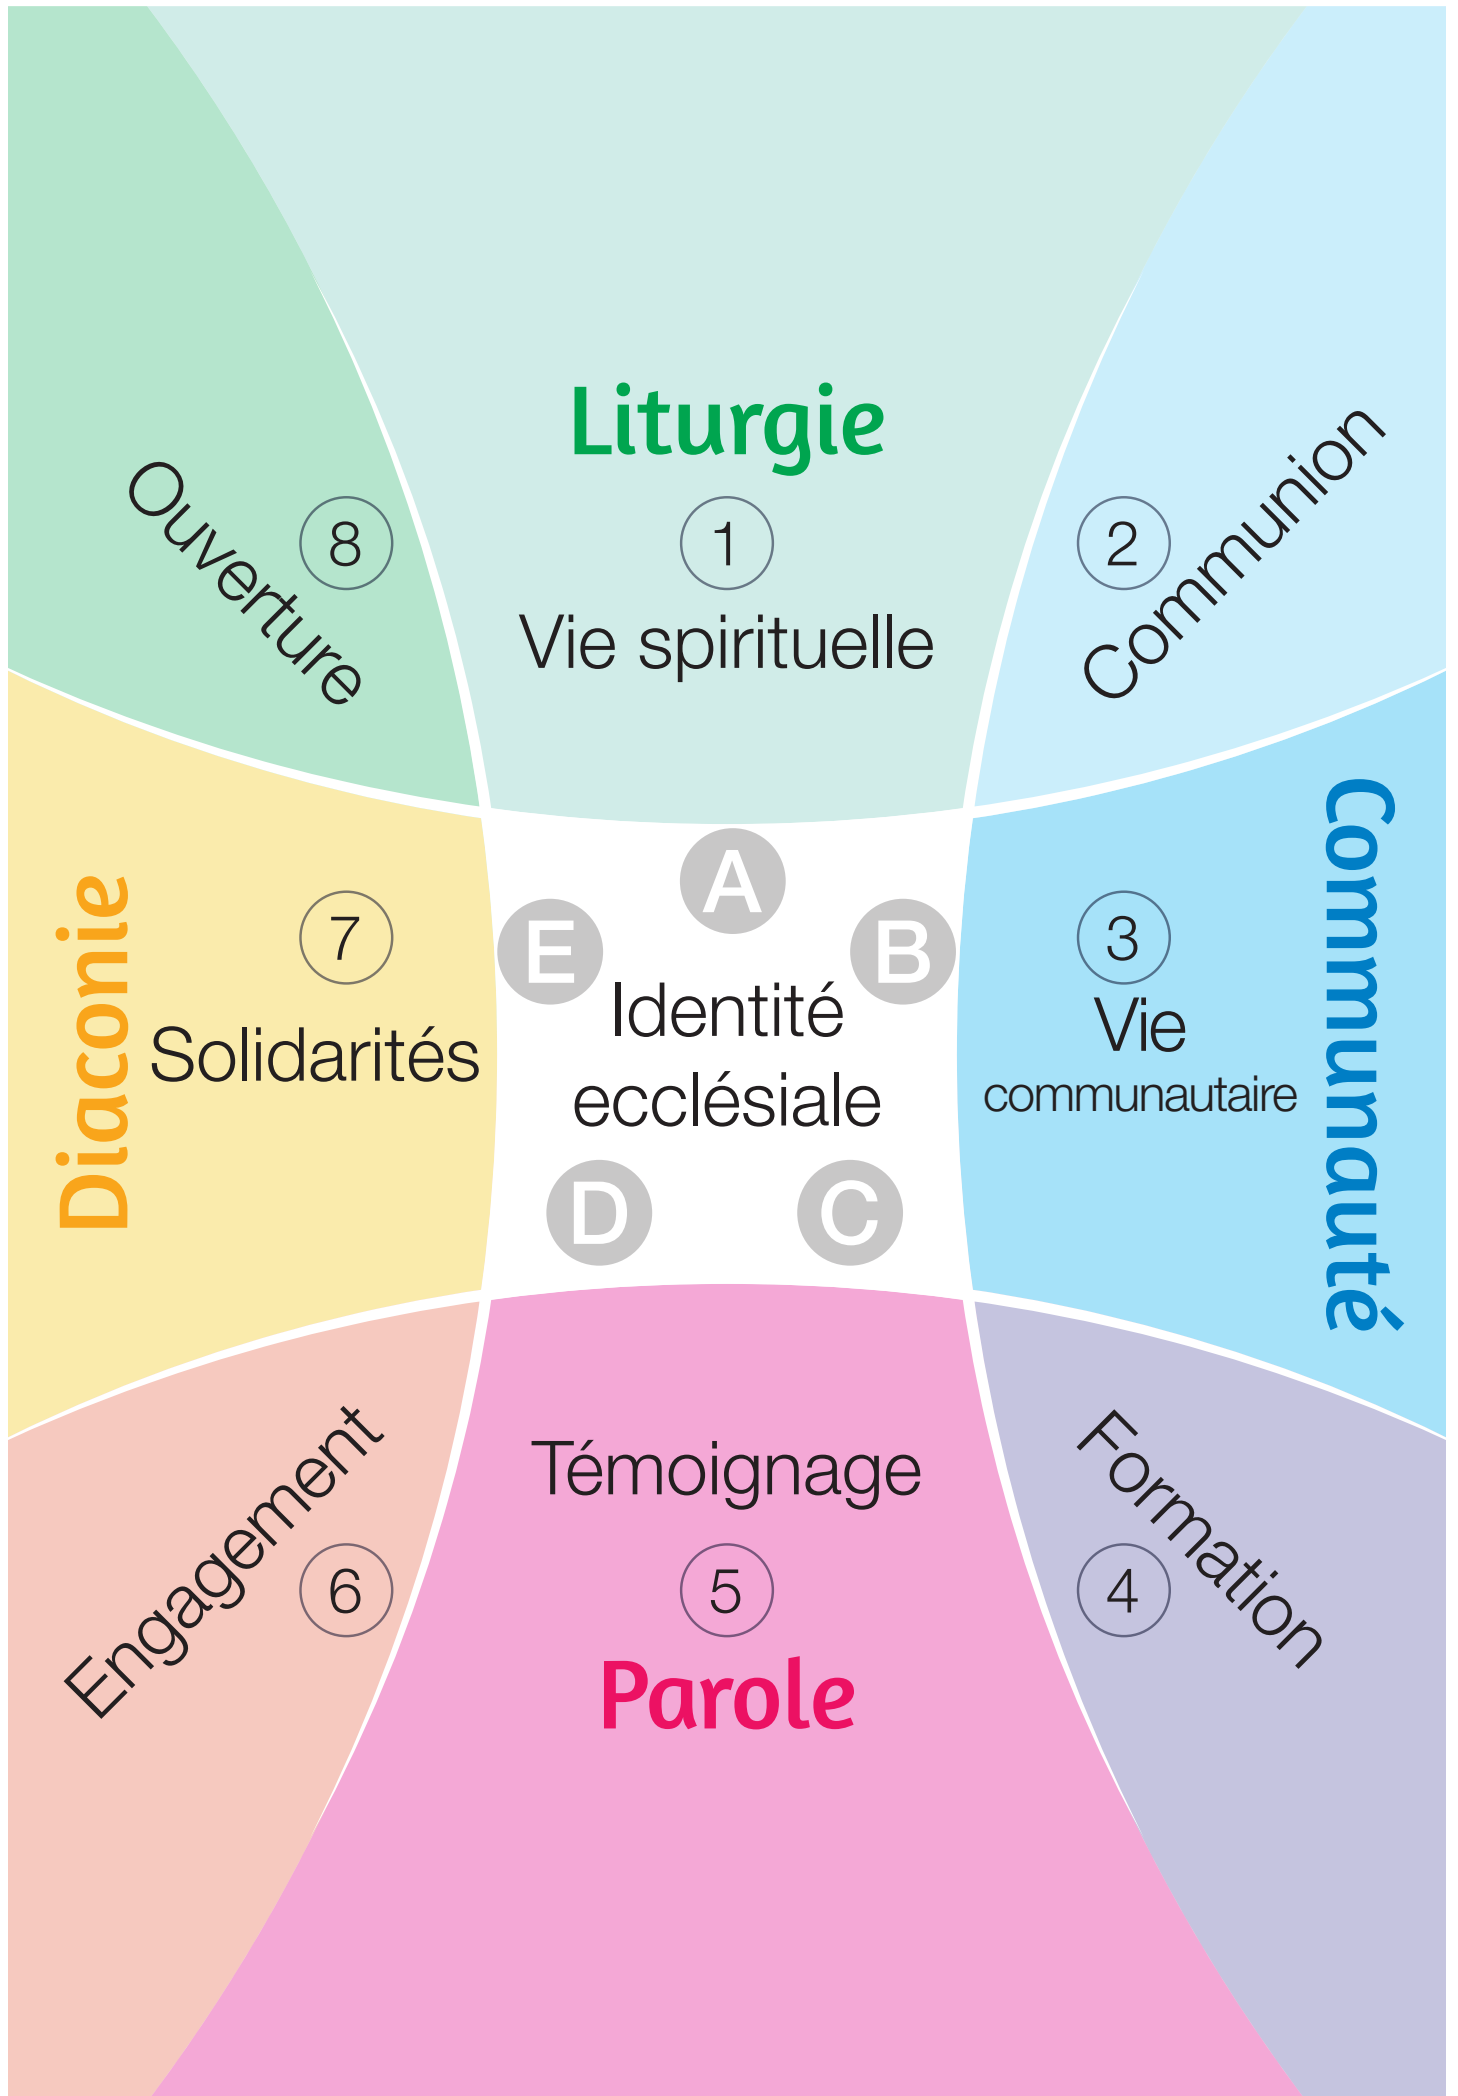 Liturgie
1
Vie spirituelle
2
Communion
3
Vie
communautaire
Communauté
4
Formation
Témoignage
5
Parole
6
Engagement
7
Solidarités
Diaconie
8
Ouverture
A
B
C
D
E
Identité
ecclésiale